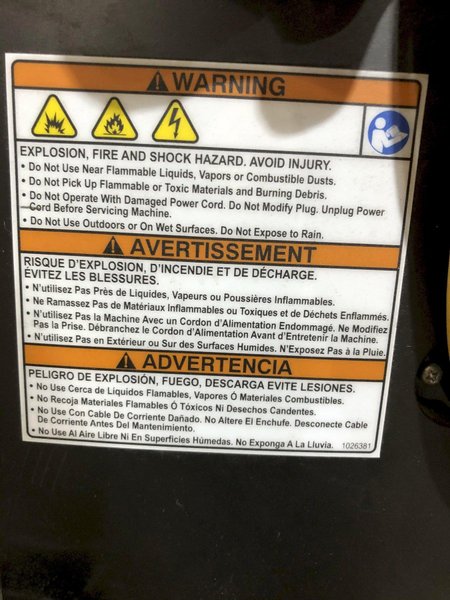 WARNING
EXPLOSION, FIRE AND SHOCK HAZARD. AVOID INJURY.
• Do Not Use Near Flammable Liquids, Vapors or Combustible Dusts.
• Do Not Pick Up Flammable or Toxic Materials and Burning Debris.
• Do Not Operate With Damaged Power Cord. Do Not Modify Plug. Unplug Power
Cord Before Servicing Machine.
• Do Not Use Outdoors or On Wet Surfaces. Do Not Expose to Rain.
AVERTISSEMENT
RISQUE D'EXPLOSION, D'INCENDIE ET DE DÉCHARGE.
ÉVITEZ LES BLESSURES.
• N'utilisez Pas Près de Liquides, Vapeurs ou Poussières Inflammables.
• Ne Ramassez Pas de Matériaux Inflammables ou Toxiques et de Déchets Enflammés.
• N'utilisez Pas la Machine Avec un Cordon d'Alimentation Endommagé. Ne Modifiez
Pas la Prise. Débranchez le Cordon d'Alimentation Avant d'Entretenir la Machine.
• N'utilisez Pas en Extérieur ou Sur des Surfaces Humides. N'Exposez Pas à la Pluie.
ADVERTENCIA
PELIGRO DE EXPLOSIÓN, FUEGO, DESCARGA EVITE LESIONES.
• No Use Cerca de Liquidos Flamables, Vapores Ó Materiales Combustibles.
• No Recoja Materiales Flamables Ó Tóxicos Ni Desechos Candentes.
• No Use Con Cable De Corriente Dañado. No Altere El Enchufe. Desconecte Cable
De Corriente Antes Del Mantenimiento.
• No Use Al Aire Libre Ni En Superficies Húmedas. No Exponga A La Lluvia. 1026381